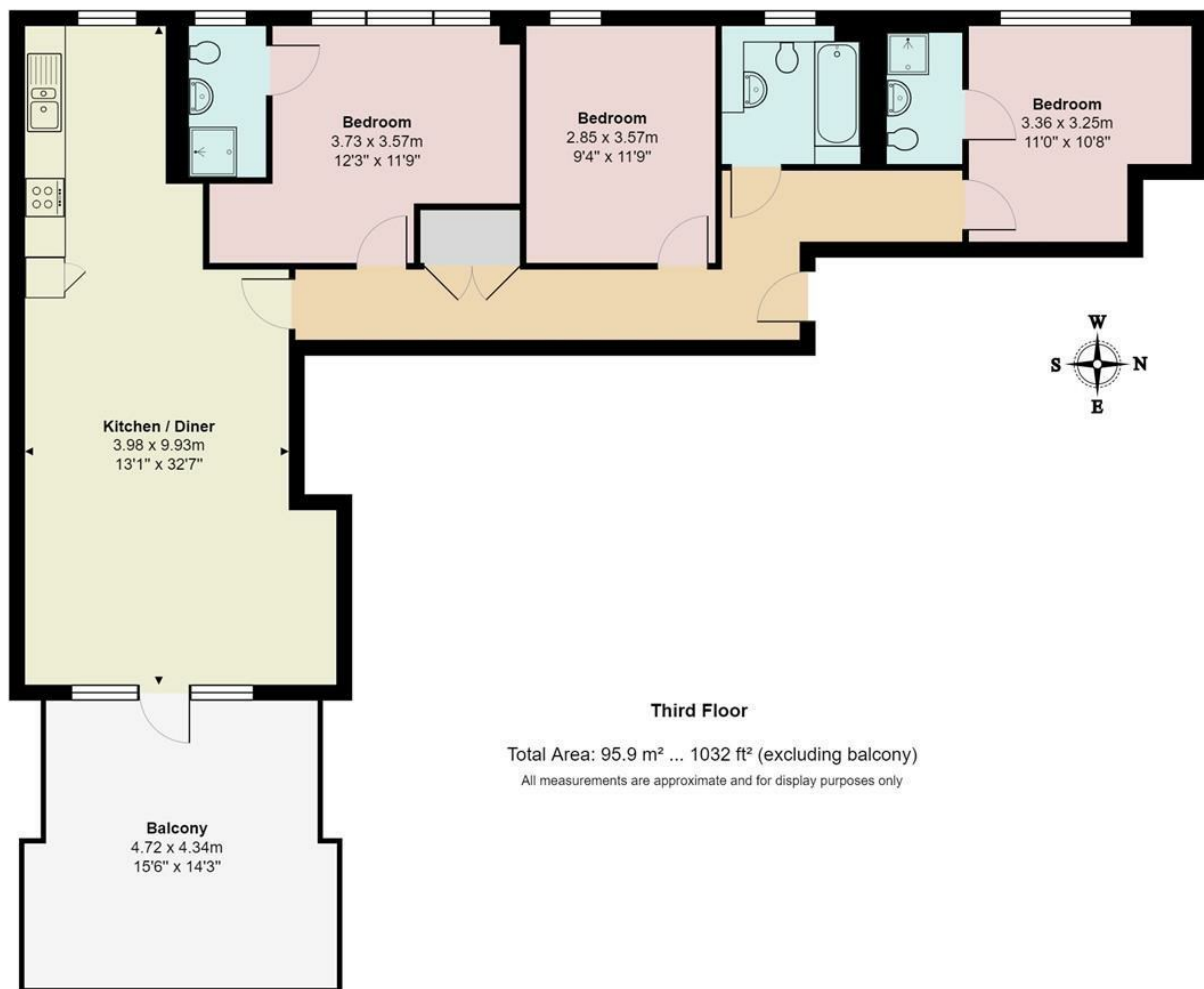 Bedroom
3.73 x 3.57m
12'3" x 11'9"
Bedroom
2.85 x 3.57m
9'4" x 11'9"
Bedroom
3.36 x 3.25m
11'0" x 10'8"
W
S N
E
Kitchen / Diner
3.98 x 9.93m
13'1" x 32'7"
Third Floor
Total Area: 95.9 m² ... 1032 ft² (excluding balcony)
All measurements are approximate and for display purposes only
Balcony
4.72 x 4.34m
15'6" x 14'3"